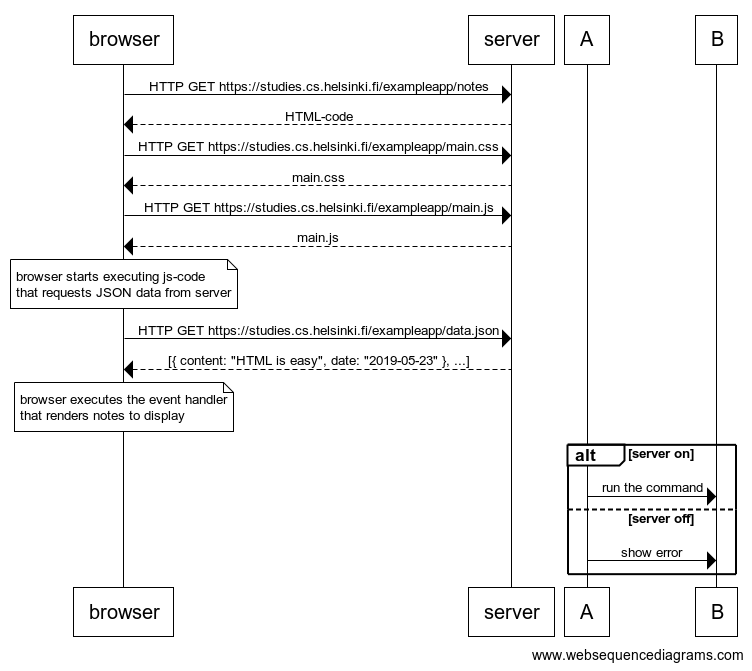 browser
server
A
B
HTTP GET https://studies.cs.helsinki.fi/exampleapp/notes
HTML-code
HTTP GET https://studies.cs.helsinki.fi/exampleapp/main.css
main.css
HTTP GET https://studies.cs.helsinki.fi/exampleapp/main.js
main.js
browser starts executing js-code
that requests JSON data from server
HTTP GET https://studies.cs.helsinki.fi/exampleapp/data.json
[{ content: "HTML is easy", date: "2019-05-23" }, ...]
browser executes the event handler
that renders notes to display
alt
[server on]
run the command
[server off]
show error
browser
server
A
B
www.websequencediagrams.com